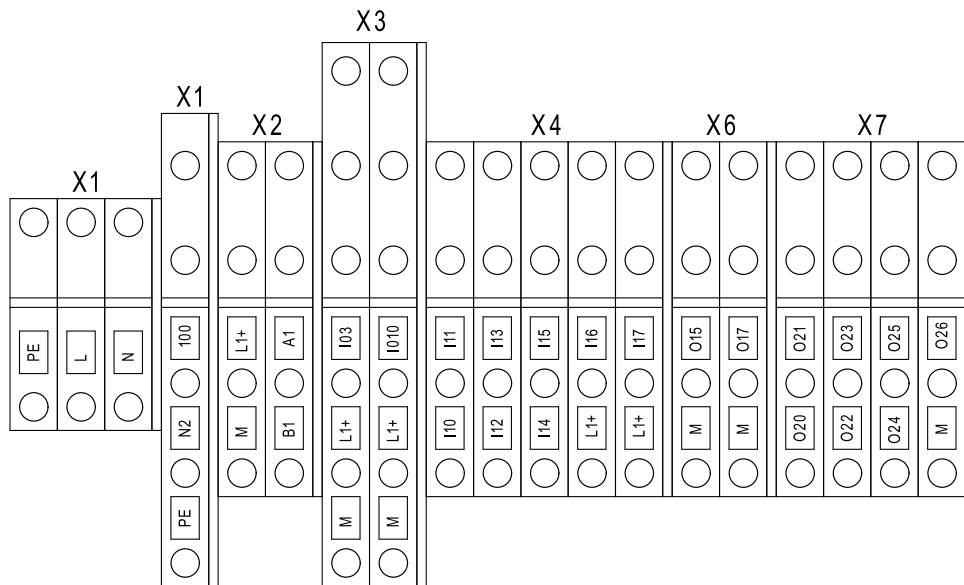 X3
X1
X2 X4 X6 X7
X1
PE L N
100 L1+ A1 I03 I010 I11 I13 I15 I16 I17 O15 O17 O21 O23 O25 O26
N2 M B1 L1+ L1+ I10 I12 I14 L1+ L1+ M M O20 O22 O24 M
PE M M